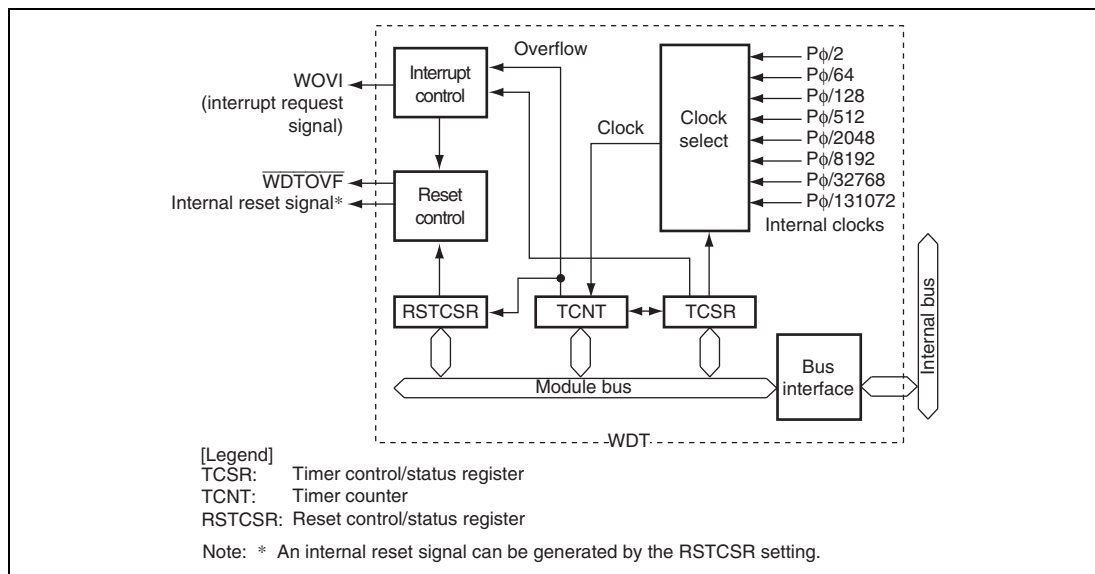 Overflow
Interrupt
control
WOVI
(interrupt request
signal)
WDTOVF
Internal reset signal*
Reset
control
Clock
Clock
select
Pϕ/2
Pϕ/64
Pϕ/128
Pϕ/512
Pϕ/2048
Pϕ/8192
Pϕ/32768
Pϕ/131072
Internal clocks
RSTCSR
TCNT
TCSR
Module bus
Bus
interface
Internal bus
WDT
[Legend]
TCSR: Timer control/status register
TCNT: Timer counter
RSTCSR: Reset control/status register
Note: * An internal reset signal can be generated by the RSTCSR setting.